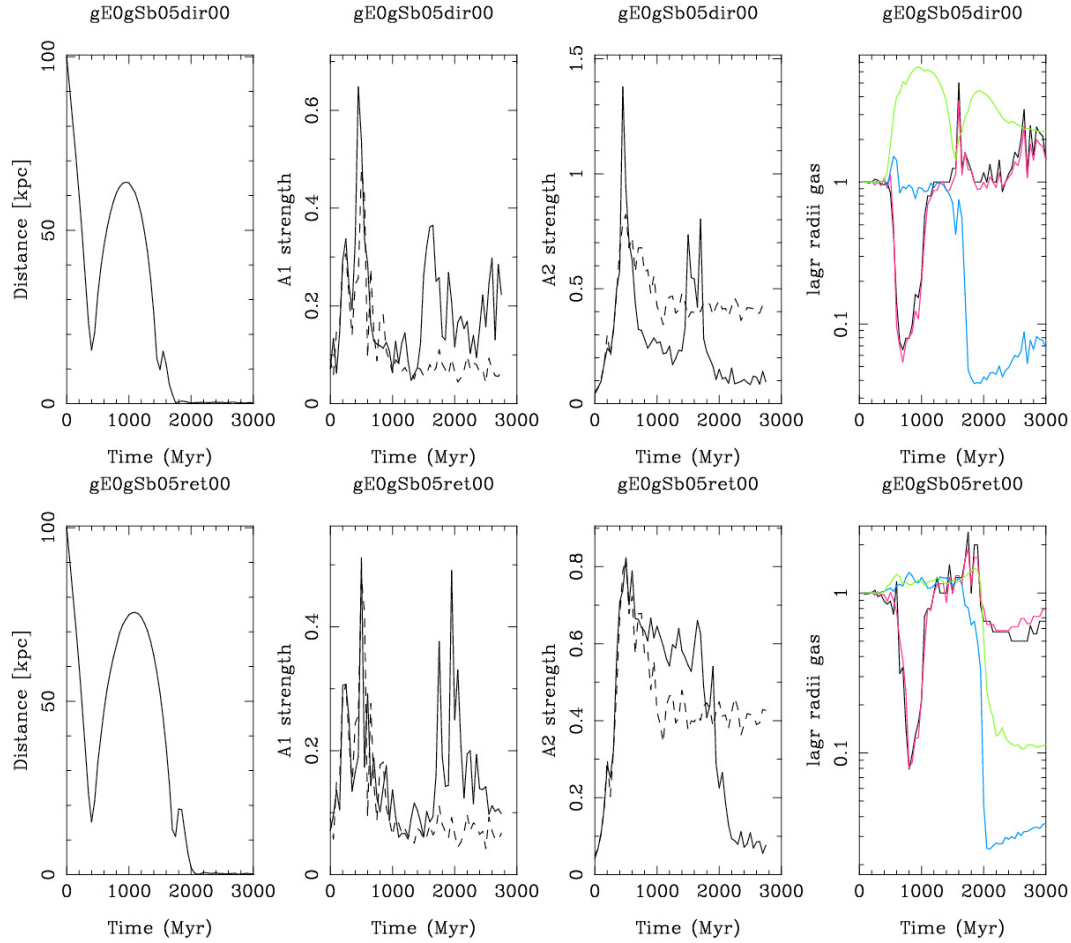 gE0gSb05dir00 gE0gSb05dir00 gE0gSb05dir00 gE0gSb05dir00
Distance [kpc]
100
50
0
0 1000 2000 3000
Time (Myr)
A1 strength
0.6
0.4
0.2
0
0 1000 2000 3000
Time (Myr)
A2 strength
1.5
1
0.5
0
0 1000 2000 3000
Time (Myr)
lagr radii gas
1
0.1
0 1000 2000 3000
Time (Myr)
gE0gSb05ret00 gE0gSb05ret00 gE0gSb05ret00 gE0gSb05ret00
Distance [kpc]
100
50
0
0 1000 2000 3000
Time (Myr)
A1 strength
0.4
0.2
0
0 1000 2000 3000
Time (Myr)
A2 strength
0.8
0.6
0.4
0.2
0
0 1000 2000 3000
Time (Myr)
lagr radii gas
1
0.1
0 1000 2000 3000
Time (Myr)